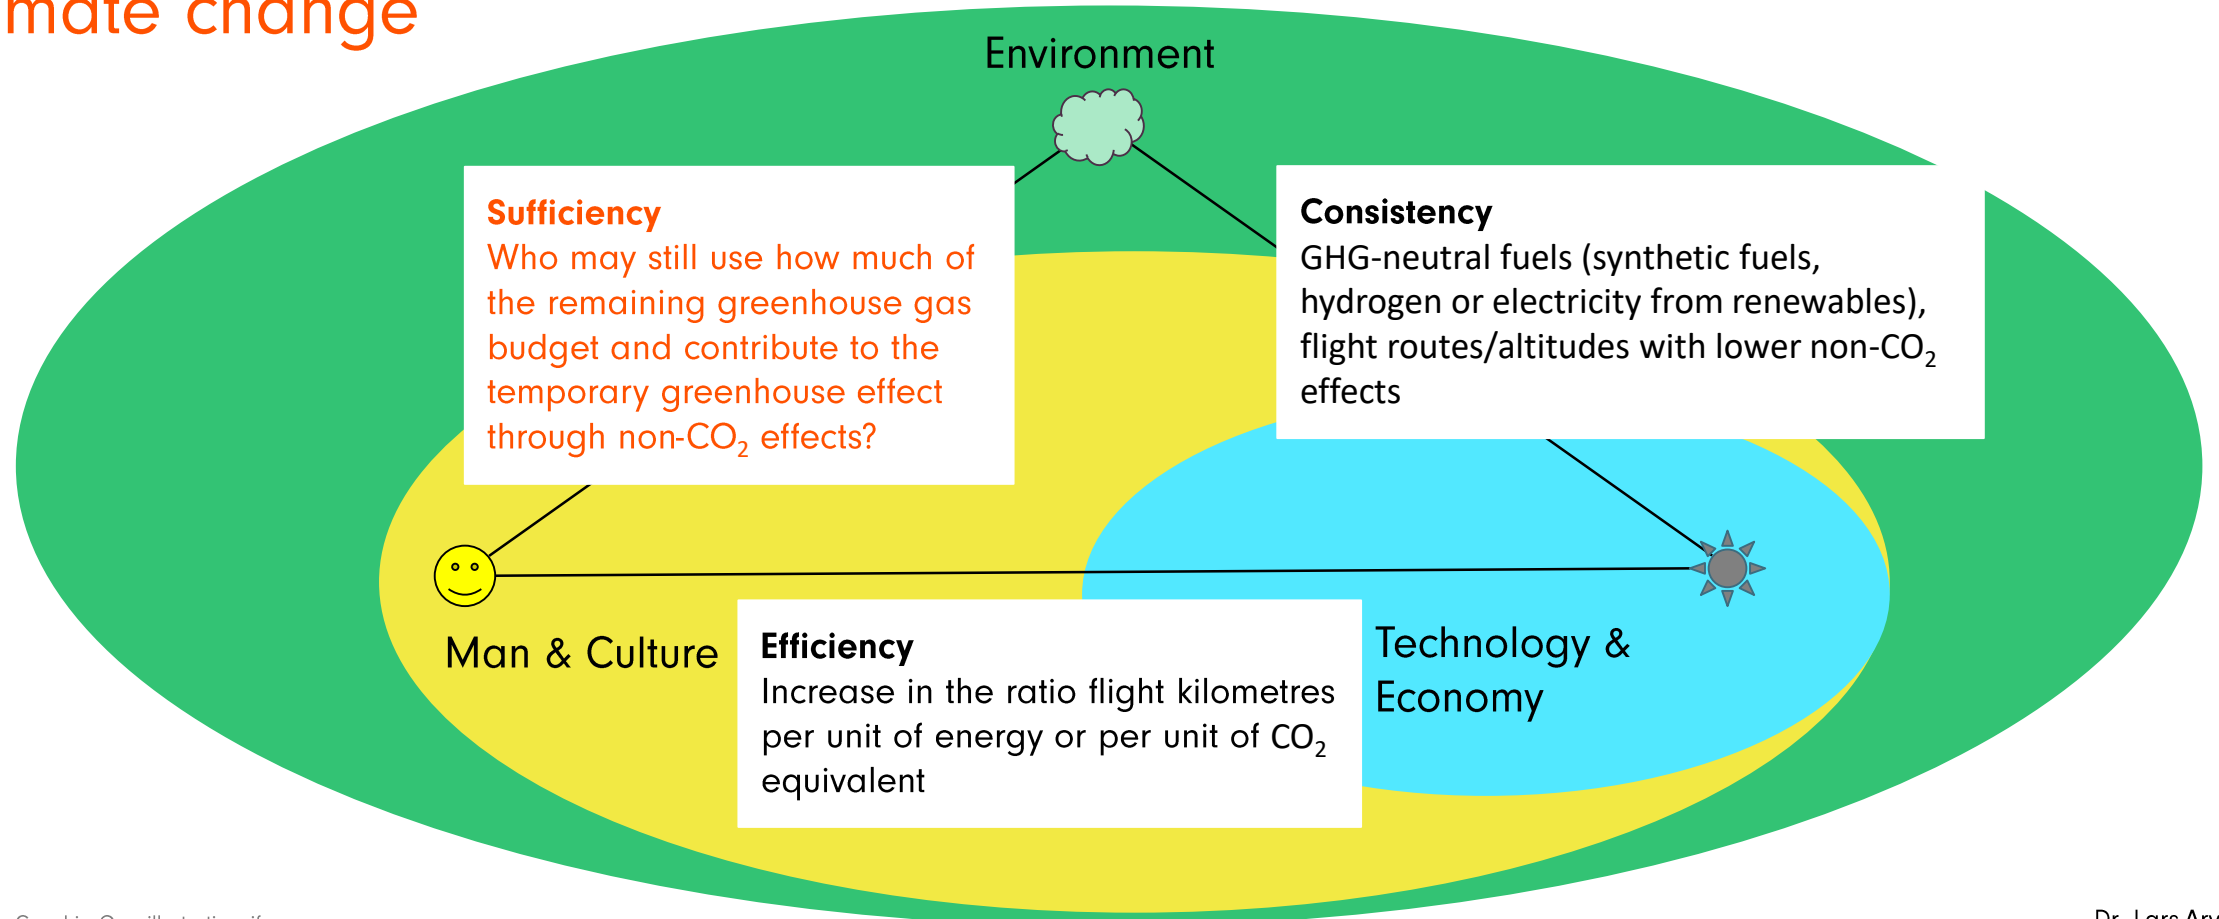 mate change
Environment
Sufficiency
Who may still use how much of
the remaining greenhouse gas
budget and contribute to the
temporary greenhouse effect
through non-CO₂ effects?
Consistency
GHG-neutral fuels (synthetic fuels,
hydrogen or electricity from renewables),
flight routes/altitudes with lower non-CO₂
effects
Man & Culture
Efficiency
Increase in the ratio flight kilometres
per unit of energy or per unit of CO₂
equivalent
Technology &
Economy
Dr. Lars